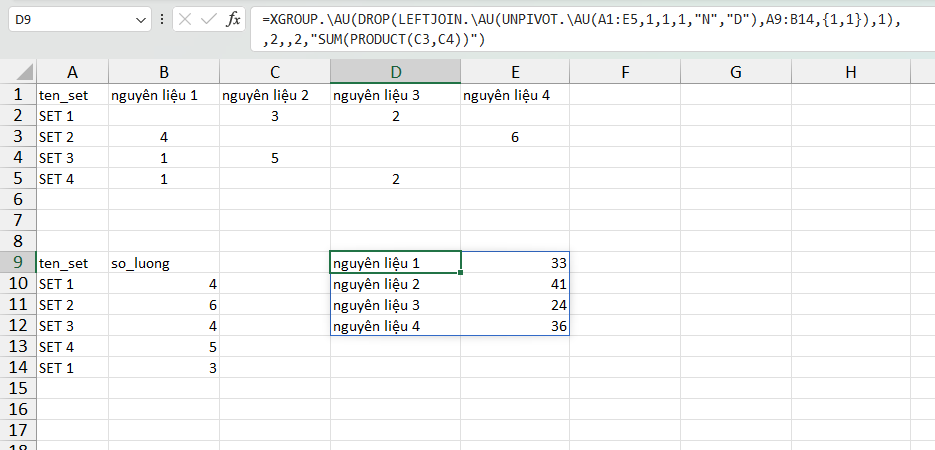 D9 fx =XGROUP.\AU(DROP(LEFTJOIN.\AU(UNPIVOT.\AU(A1:E5,1,1,1,"N","D"),A9:B14,{1,1}),1),
,2,,2,"SUM(PRODUCT(C3,C4))")
A B C D E F G H
1 ten_set nguyên liệu 1 nguyên liệu 2 nguyên liệu 3 nguyên liệu 4
2 SET 1 3 2
3 SET 2 4 6
4 SET 3 1 5
5 SET 4 1 2
6
7
8
9 ten_set so_luong nguyên liệu 1 33
10 SET 1 4 nguyên liệu 2 41
11 SET 2 6 nguyên liệu 3 24
12 SET 3 4 nguyên liệu 4 36
13 SET 4 5
14 SET 1 3
15
16
17
18